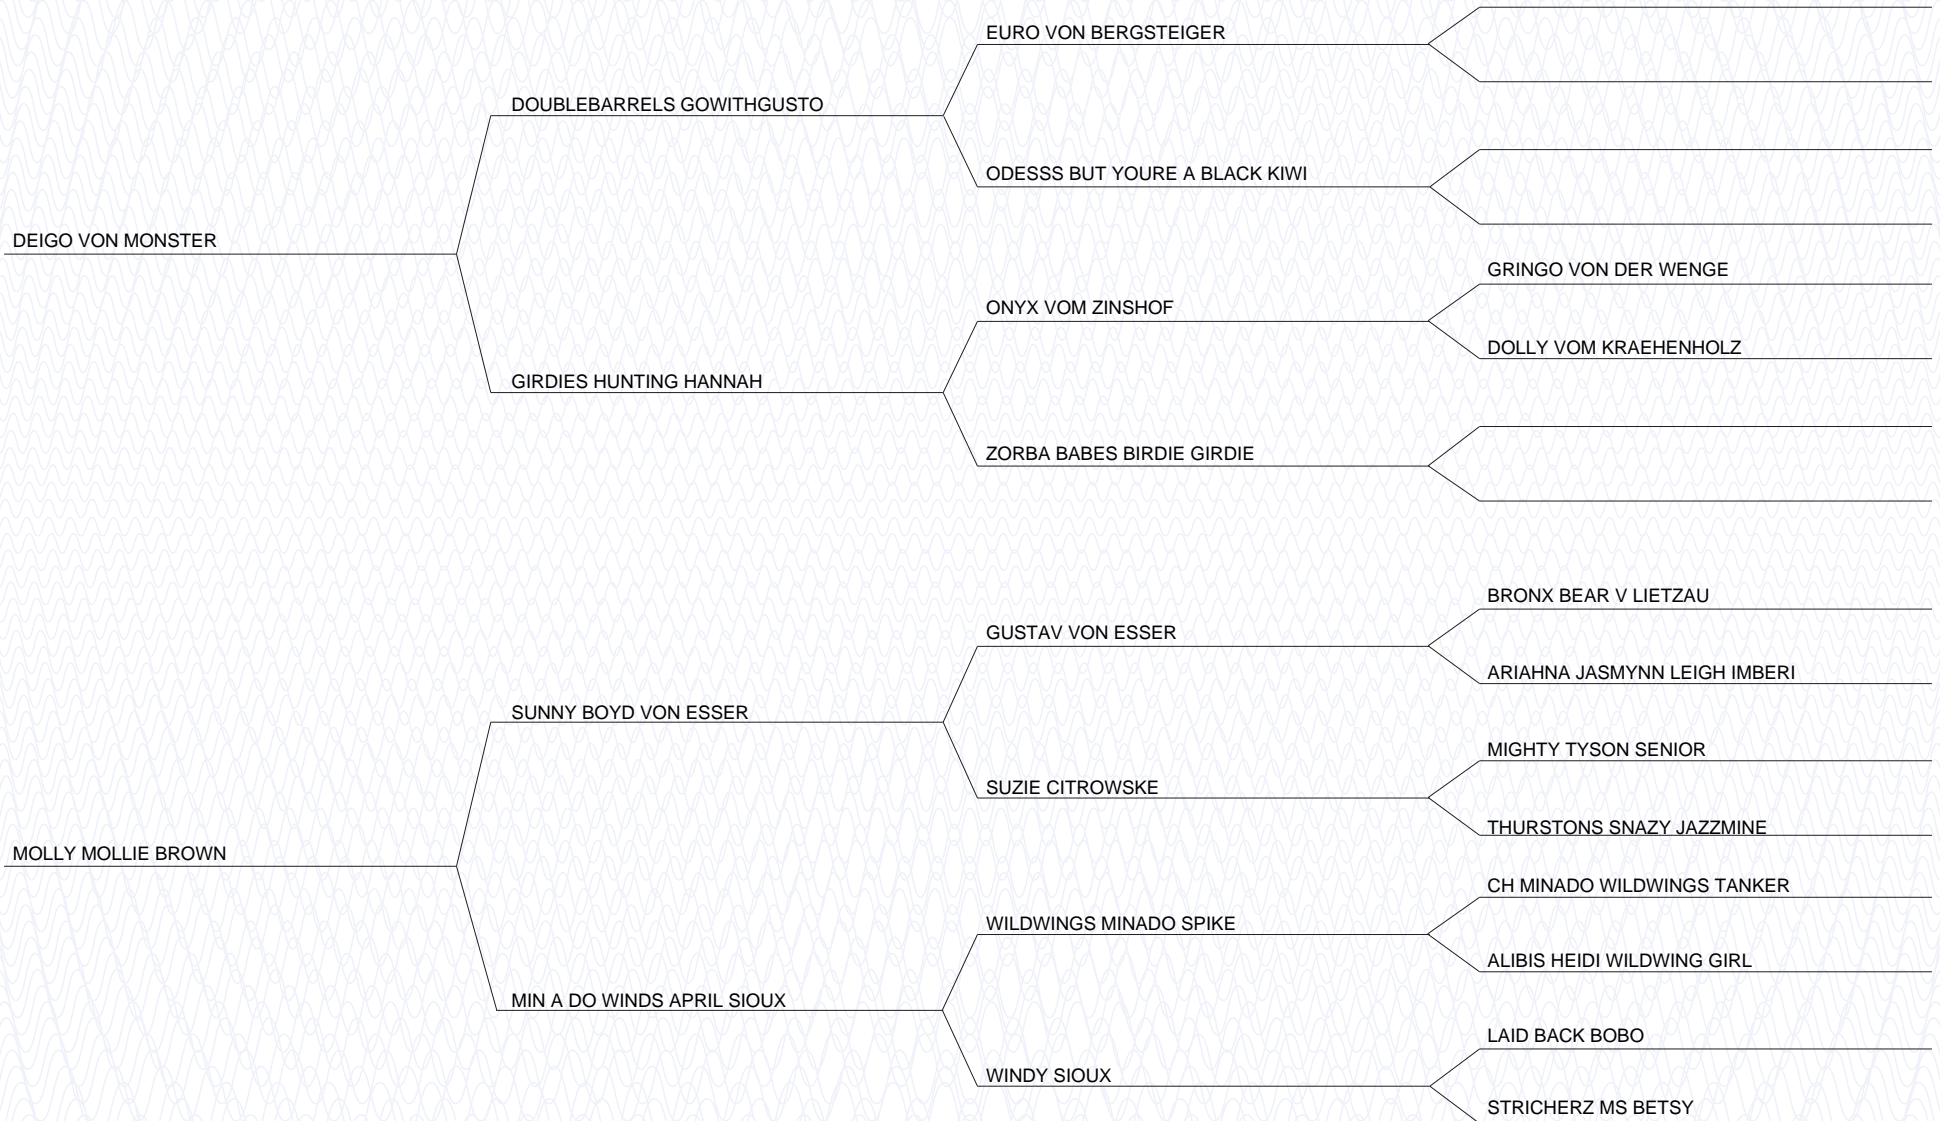 EURO VON BERGSTEIGER
DOUBLEBARRELS GOWITHGUSTO
ODESSS BUT YOURE A BLACK KIWI
DEIGO VON MONSTER
GRINGO VON DER WENGE
ONYX VOM ZINSHOF
DOLLY VOM KRAEHENHOLZ
GIRDIES HUNTING HANNAH
ZORBA BABES BIRDIE GIRDIE
BRONX BEAR V LIETZAU
GUSTAV VON ESSER
ARIAHNA JASMYNN LEIGH IMBERI
SUNNY BOYD VON ESSER
MIGHTY TYSON SENIOR
SUZIE CITROWSKE
THURSTONS SNAZY JAZZMINE
MOLLY MOLLIE BROWN
CH MINADO WILDWINGS TANKER
WILDWINGS MINADO SPIKE
ALIBIS HEIDI WILDWING GIRL
MIN A DO WINDS APRIL SIOUX
LAID BACK BOBO
WINDY SIOUX
STRICHERZ MS BETSY